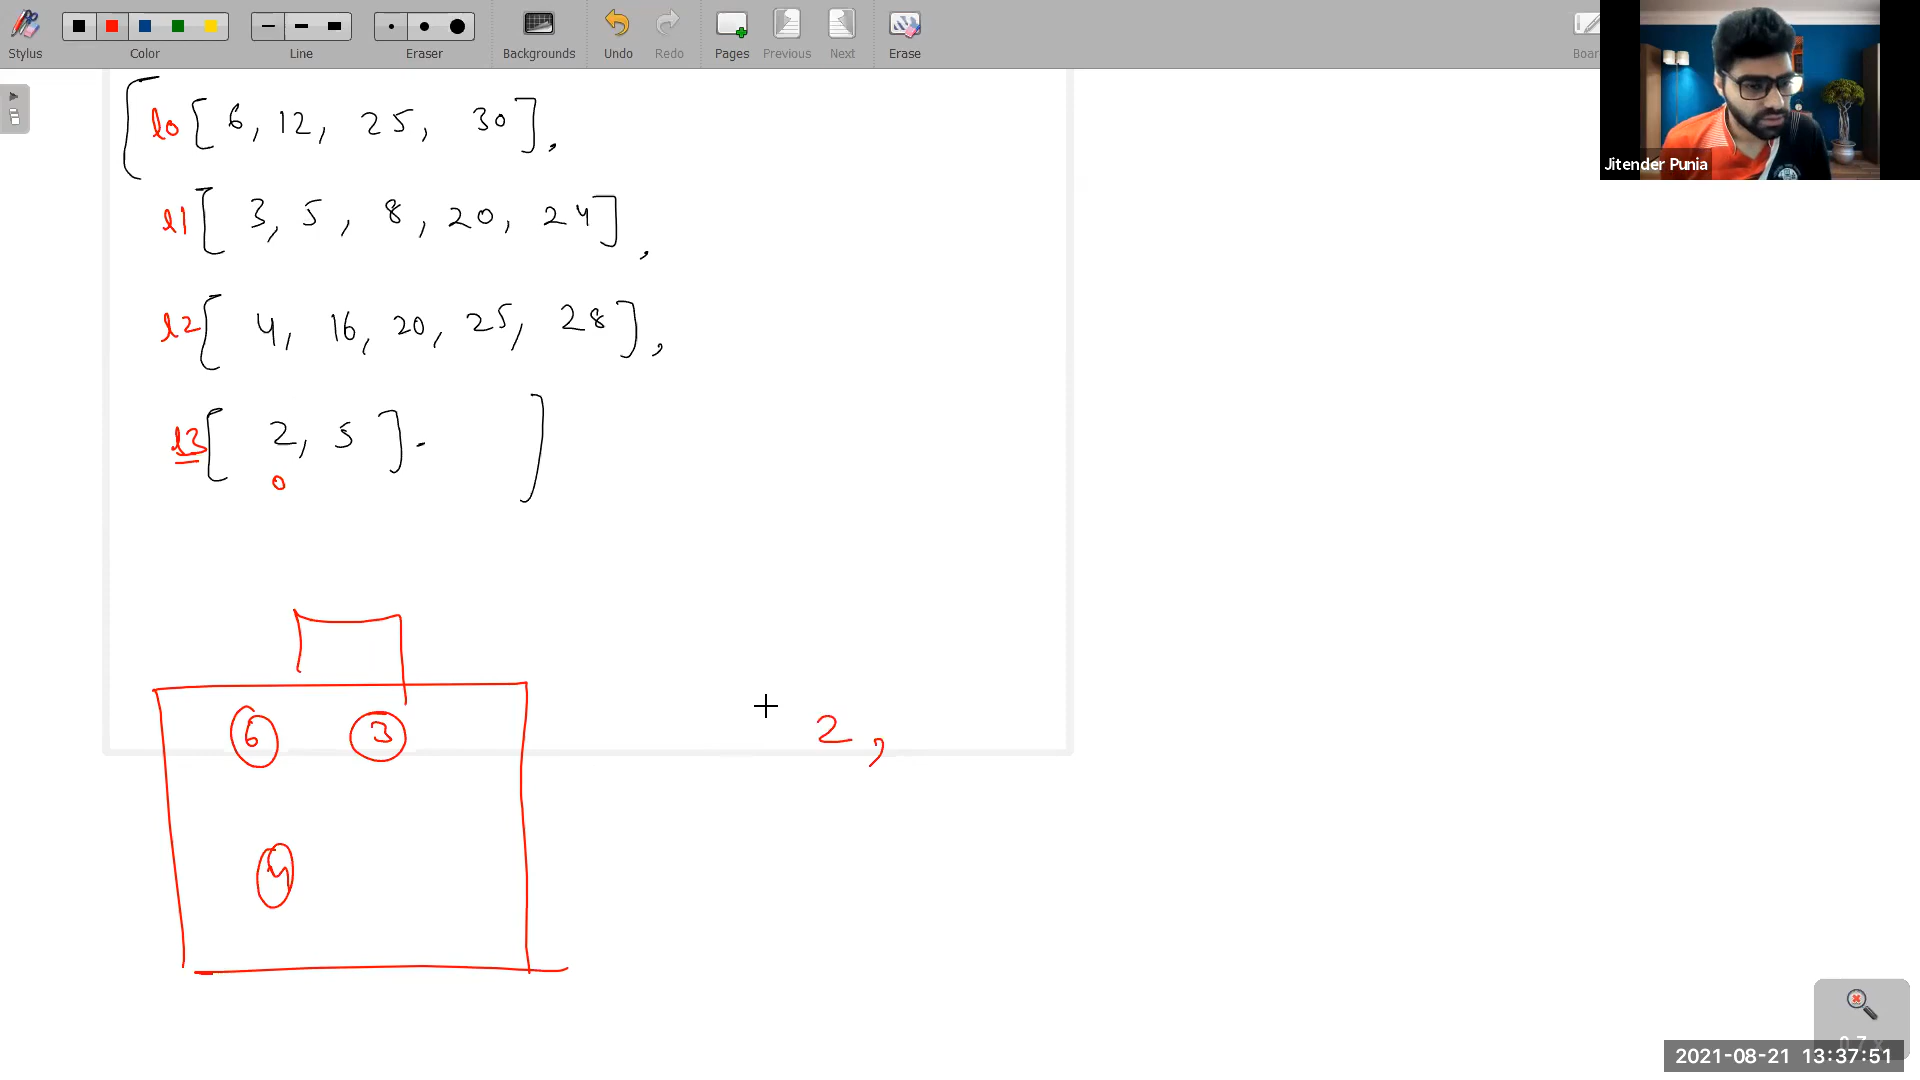 Stylus Color Line Eraser Backgrounds Undo Redo Pages Previous Next Erase Boar
Jitender Punia
l0 [ 6, 12, 25, 30 ],
l1 [ 3, 5, 8, 20, 24 ],
l2 [ 4, 16, 20, 25, 28 ],
l3 [ 2, 5 ].
0
6 3
2,
4
2021-08-21 13:37:51